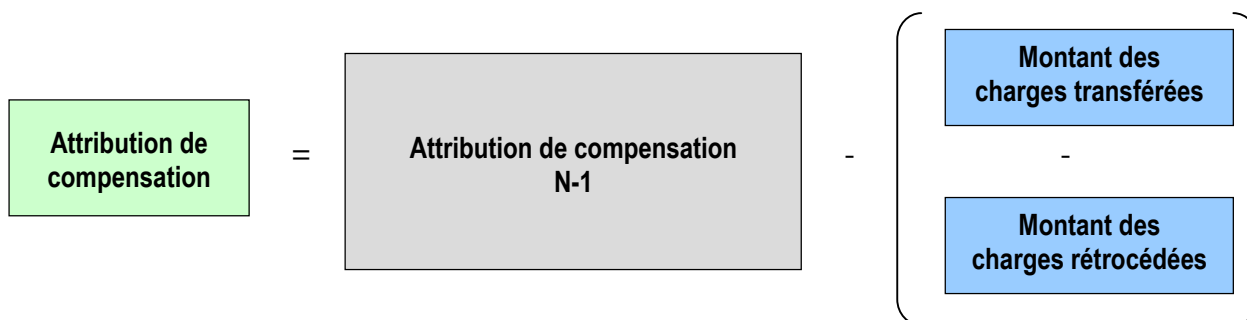 Attribution de
compensation
=
Attribution de compensation
N-1
-
Montant des
charges transférées
-
Montant des
charges rétrocédées